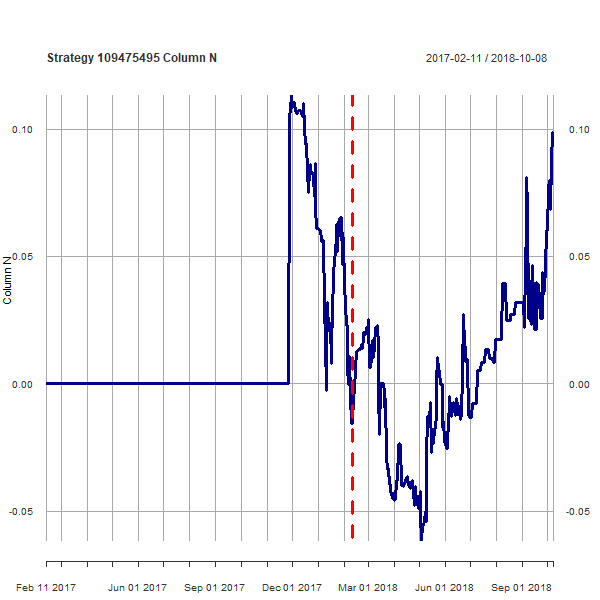 Strategy 109475495 Column N
2017-02-11 / 2018-10-08
0.10
0.10
0.05
0.05
Column N
0.00
0.00
-0.05
-0.05
Feb 11 2017
Jun 01 2017
Sep 01 2017
Dec 01 2017
Mar 01 2018
Jun 01 2018
Sep 01 2018